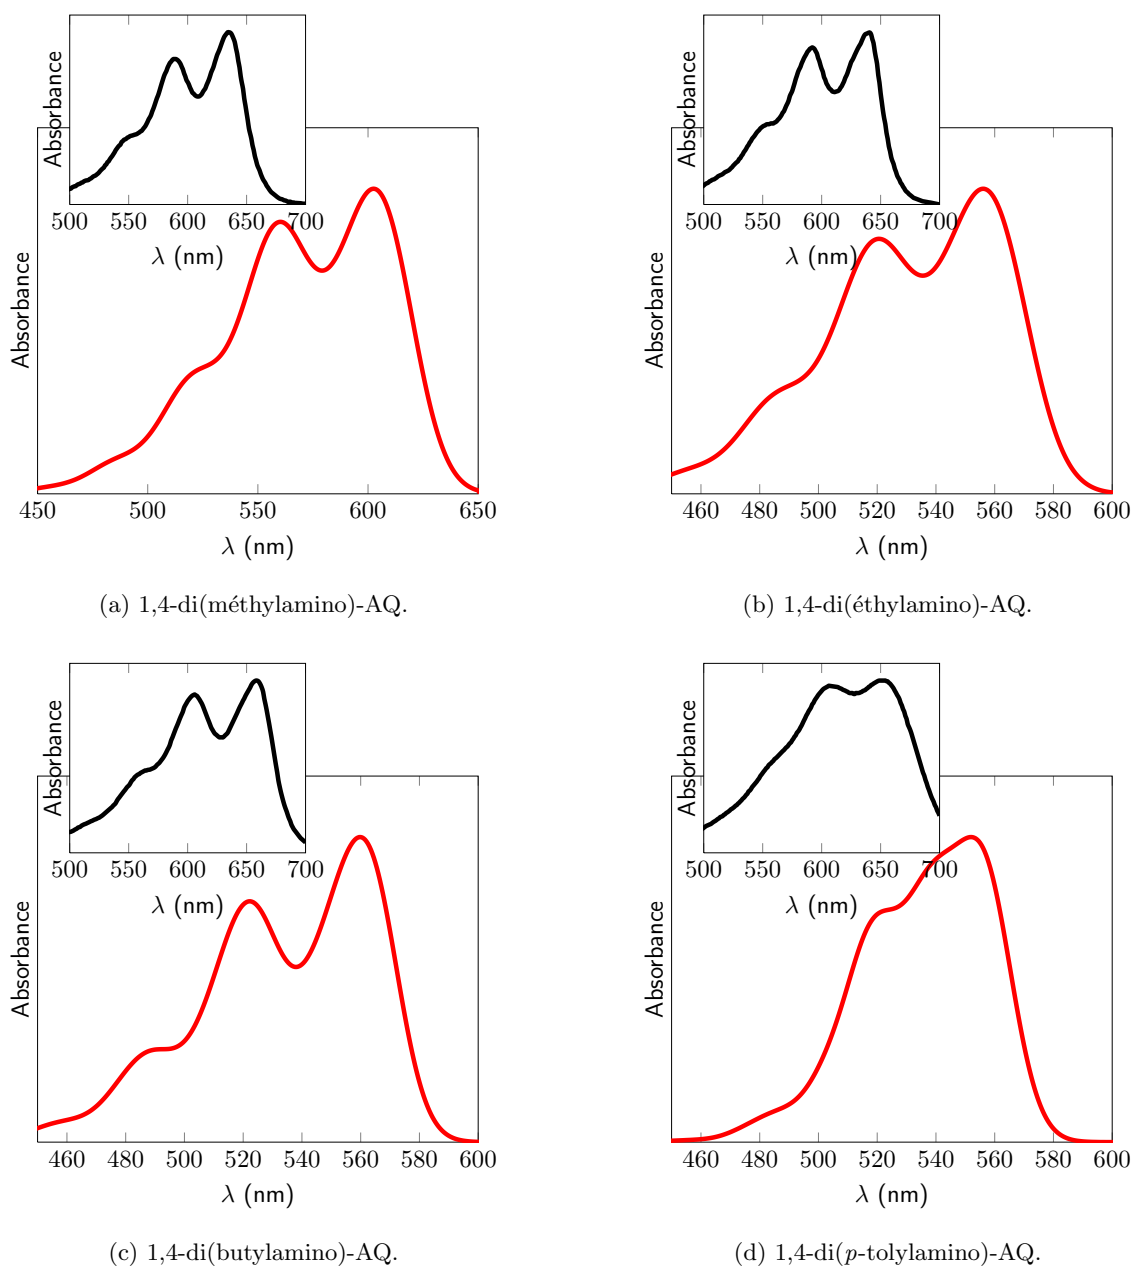 Absorbance
500 550 600 650 700
λ (nm)
Absorbance
450 500 550 600 650
λ (nm)
(a) 1,4-di(méthylamino)-AQ.
Absorbance
500 550 600 650 700
λ (nm)
Absorbance
460 480 500 520 540 560 580 600
λ (nm)
(b) 1,4-di(éthylamino)-AQ.
Absorbance
500 550 600 650 700
λ (nm)
Absorbance
460 480 500 520 540 560 580 600
λ (nm)
(c) 1,4-di(butylamino)-AQ.
Absorbance
500 550 600 650 700
λ (nm)
Absorbance
460 480 500 520 540 560 580 600
λ (nm)
(d) 1,4-di(p-tolylamino)-AQ.